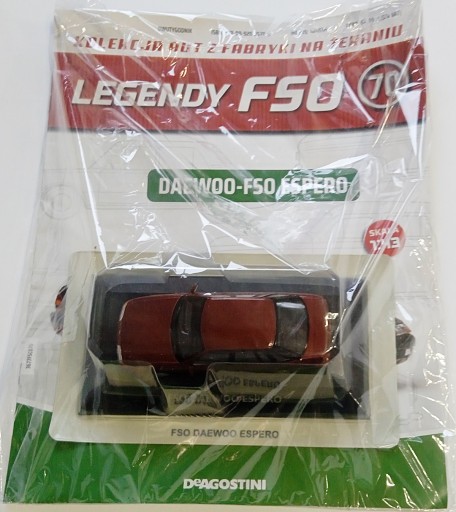 KOLEKCJA AUT Z FABRYKI NA ŻERANIU
LEGENDY FSO 70
DAEWOO-FSO ESPERO
SKALA
1:43
FSO DAEWOO ESPERO
DEAGOSTINI